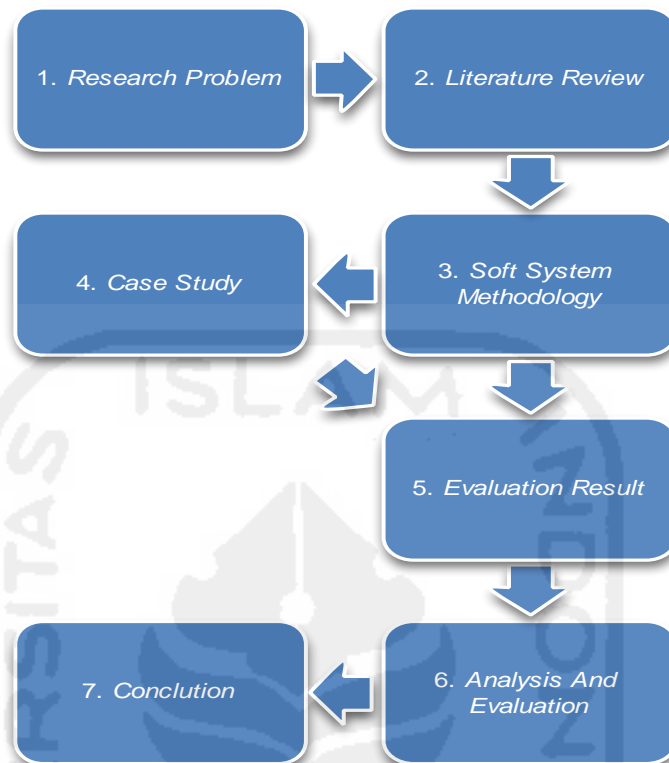 1. Research Problem
2. Literature Review
3. Soft System
Methodology
4. Case Study
5. Evaluation Result
6. Analysis And
Evaluation
7. Conclution
ISLAM